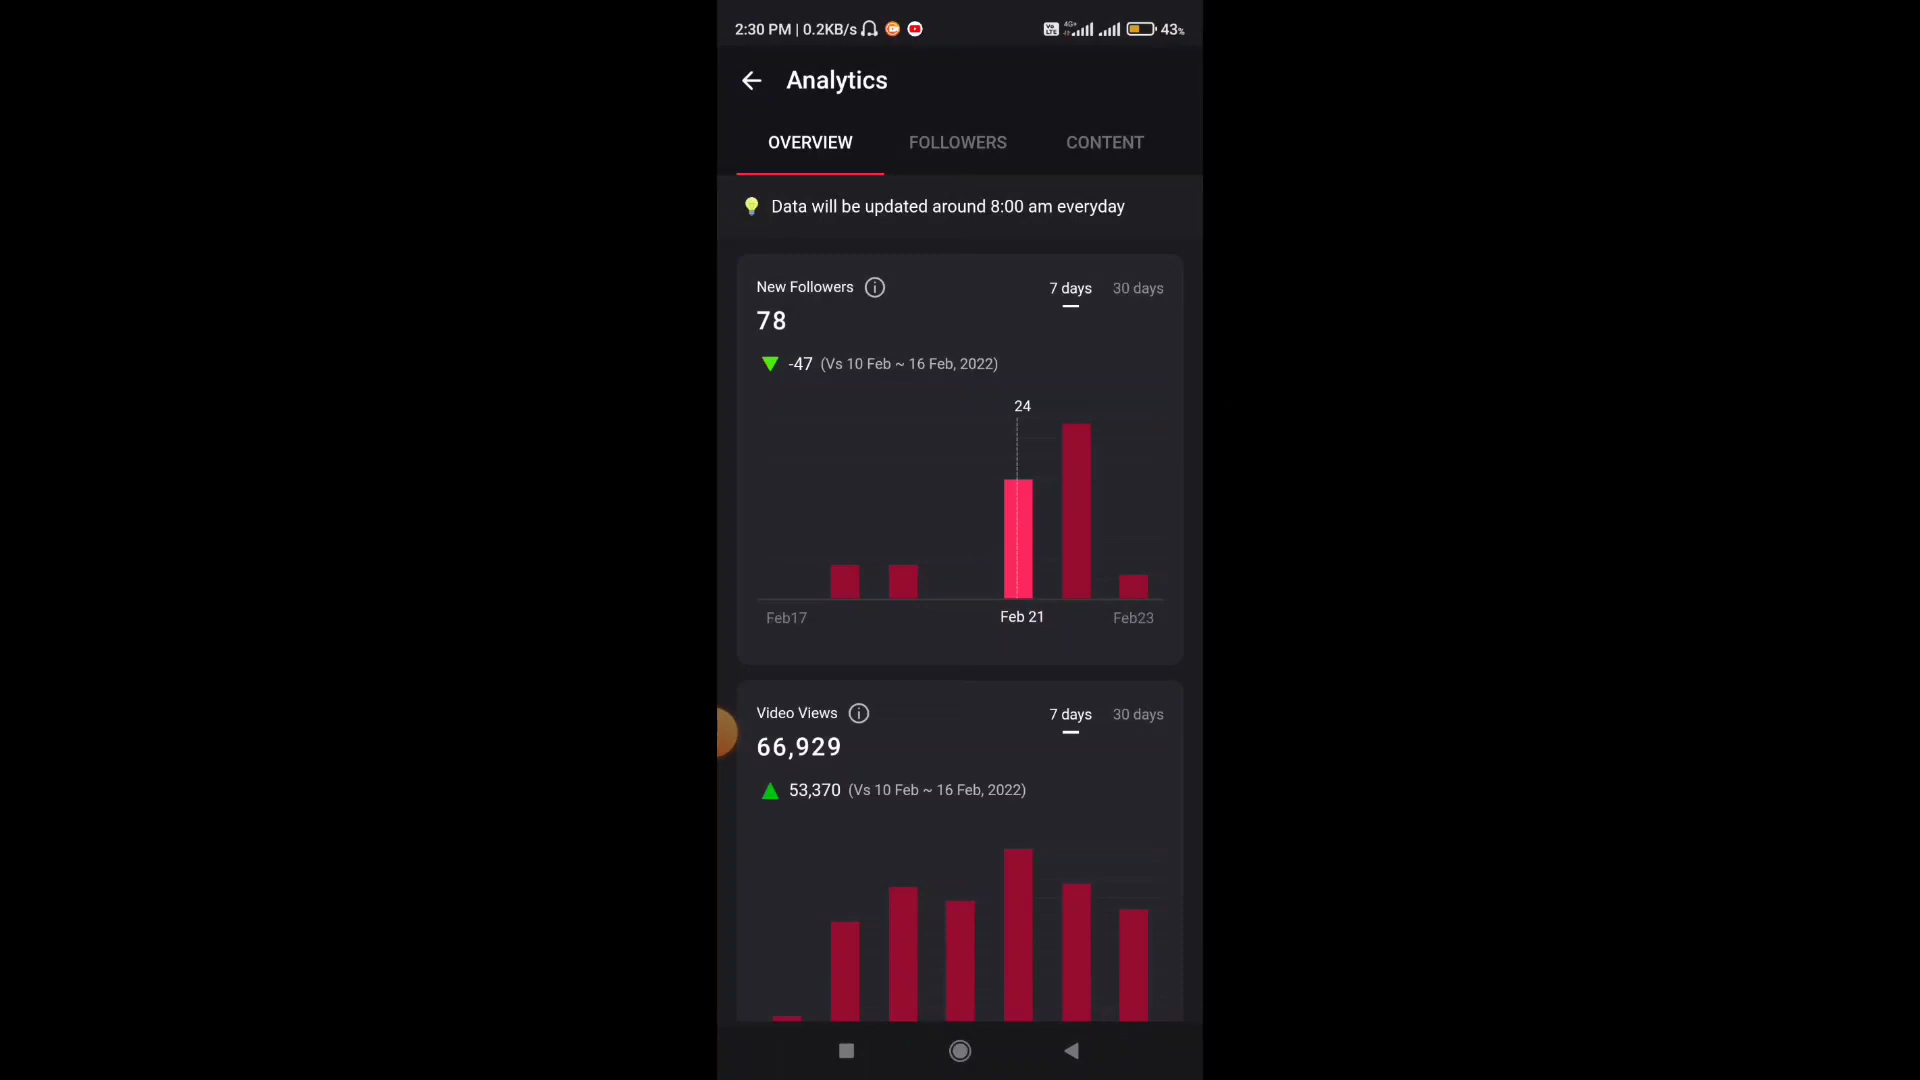 2:30 PM | 0.2KB/s 43%
Analytics
OVERVIEW FOLLOWERS CONTENT
Data will be updated around 8:00 am everyday
New Followers 7 days 30 days
78
-47 (Vs 10 Feb ~ 16 Feb, 2022)
24
Feb17 Feb 21 Feb23
Video Views 7 days 30 days
66,929
53,370 (Vs 10 Feb ~ 16 Feb, 2022)